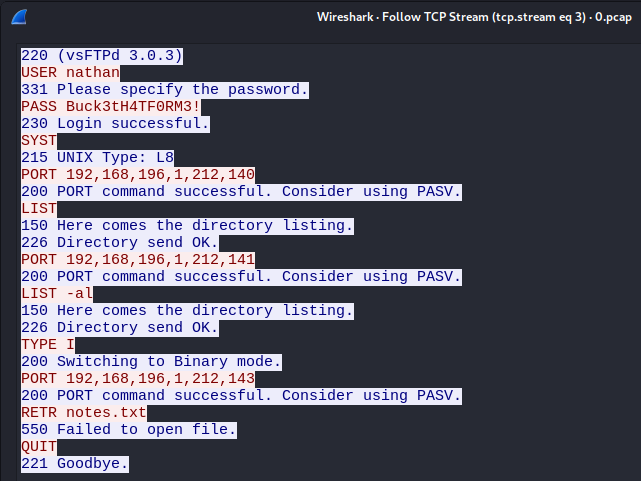 Wireshark · Follow TCP Stream (tcp.stream eq 3) · 0.pcap
220 (vsFTPd 3.0.3)
USER nathan
331 Please specify the password.
PASS Buck3tH4TF0RM3!
230 Login successful.
SYST
215 UNIX Type: L8
PORT 192,168,196,1,212,140
200 PORT command successful. Consider using PASV.
LIST
150 Here comes the directory listing.
226 Directory send OK.
PORT 192,168,196,1,212,141
200 PORT command successful. Consider using PASV.
LIST -al
150 Here comes the directory listing.
226 Directory send OK.
TYPE I
200 Switching to Binary mode.
PORT 192,168,196,1,212,143
200 PORT command successful. Consider using PASV.
RETR notes.txt
550 Failed to open file.
QUIT
221 Goodbye.